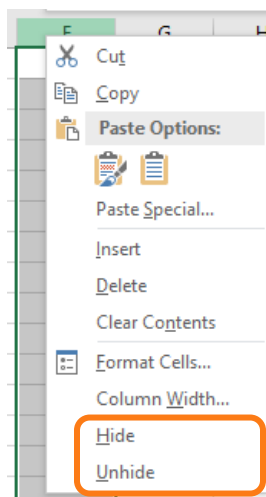 F G H
Cut
Copy
Paste Options:
Paste Special...
Insert
Delete
Clear Contents
Format Cells...
Column Width...
Hide
Unhide